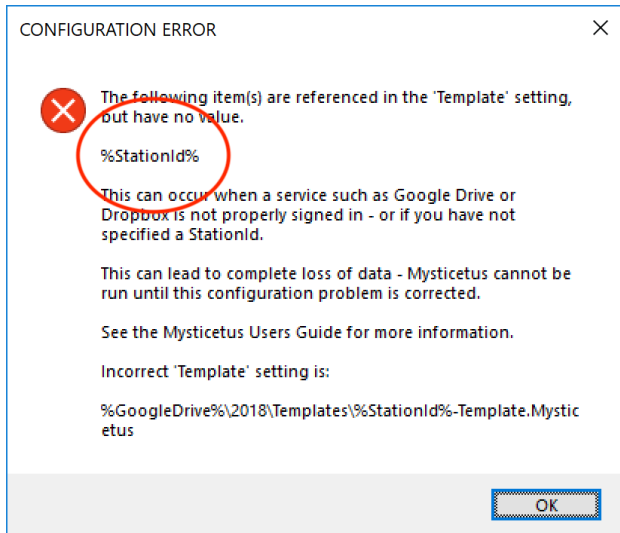 CONFIGURATION ERROR
The following item(s) are referenced in the 'Template' setting,
but have no value.
%StationId%
This can occur when a service such as Google Drive or
Dropbox is not properly signed in - or if you have not
specified a StationId.
This can lead to complete loss of data - Mysticetus cannot be
run until this configuration problem is corrected.
See the Mysticetus Users Guide for more information.
Incorrect 'Template' setting is:
%GoogleDrive%\2018\Templates\%StationId%-Template.Mystic
etus
OK